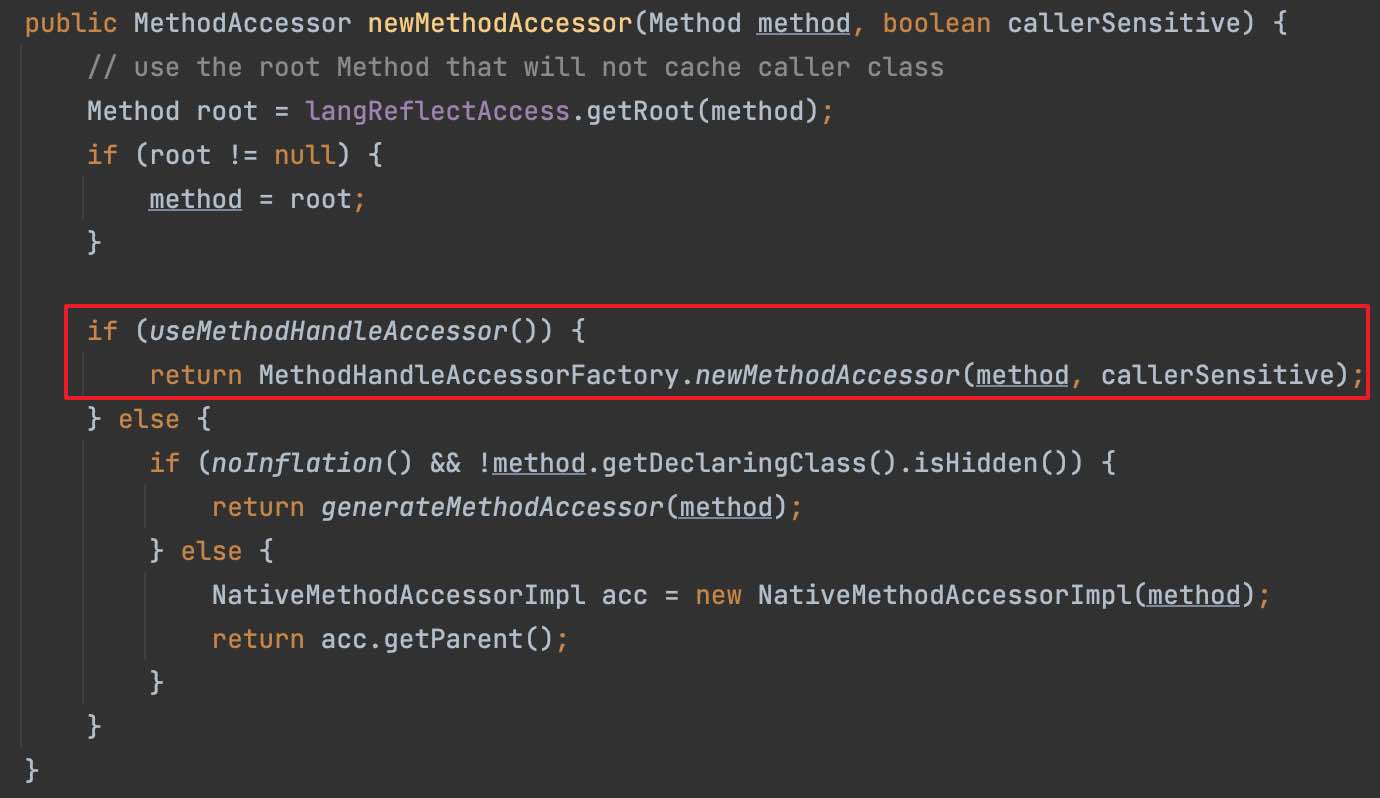 public MethodAccessor newMethodAccessor(Method method, boolean callerSensitive) {
// use the root Method that will not cache caller class
Method root = langReflectAccess.getRoot(method);
if (root != null) {
method = root;
}
if (useMethodHandleAccessor()) {
return MethodHandleAccessorFactory.newMethodAccessor(method, callerSensitive);
} else {
if (noInflation() && !method.getDeclaringClass().isHidden()) {
return generateMethodAccessor(method);
} else {
NativeMethodAccessorImpl acc = new NativeMethodAccessorImpl(method);
return acc.getParent();
}
}
}